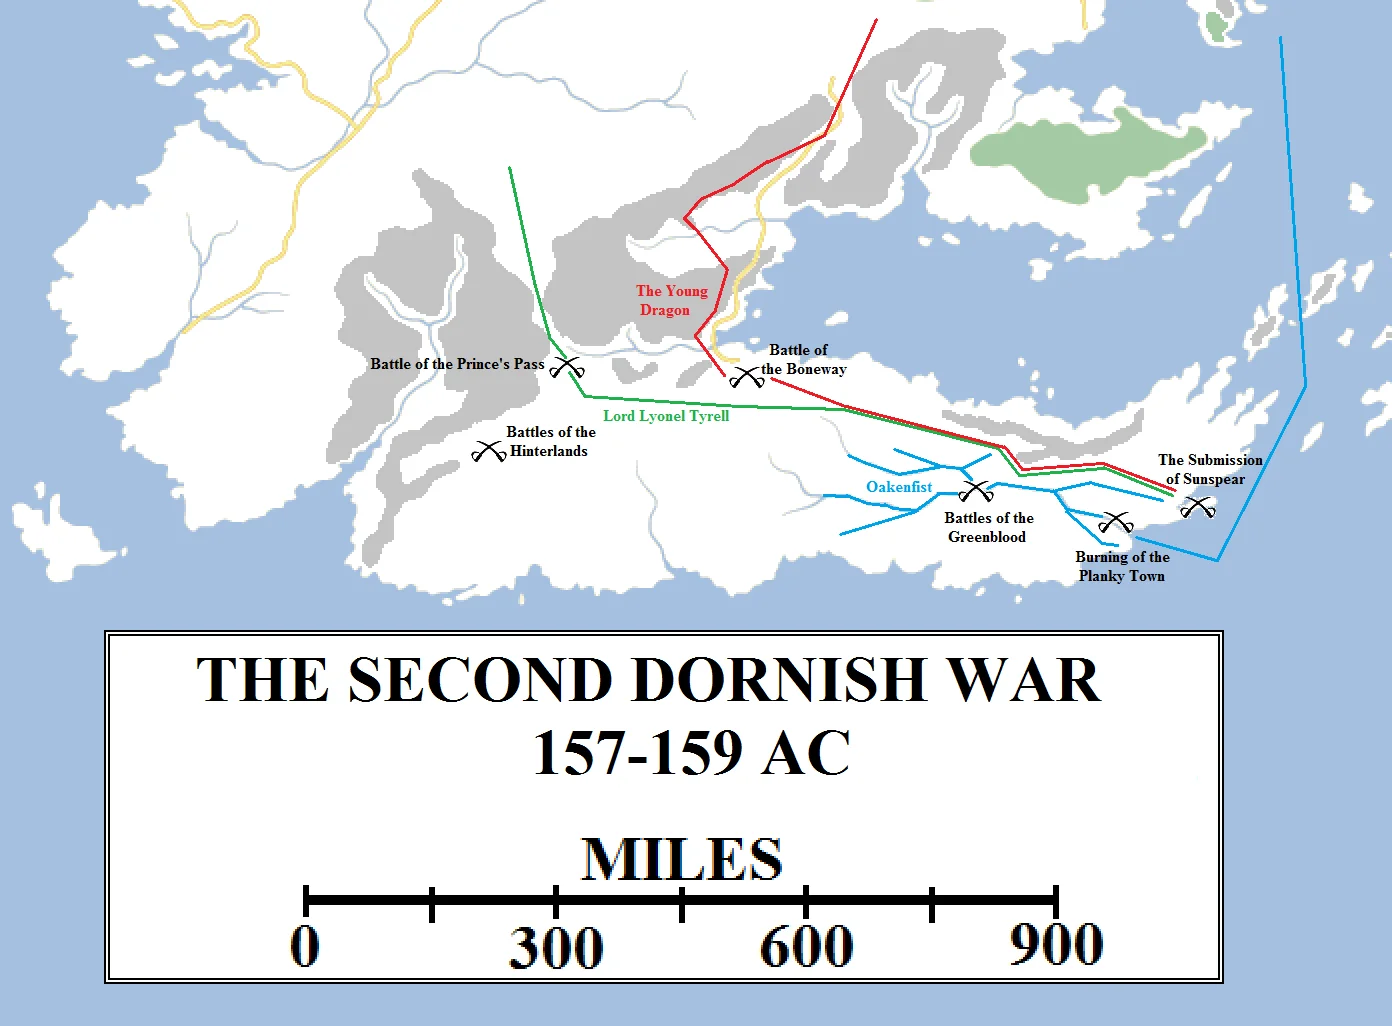 The Young
Dragon
Battle of
the Boneway
Battle of the Prince's Pass
Lord Lyonel Tyrell
Battles of the
Hinterlands
The Submission
of Sunspear
Oakenfist
Battles of the
Greenblood
Burning of the
Planky Town
THE SECOND DORNISH WAR
157-159 AC
MILES
0 300 600 900